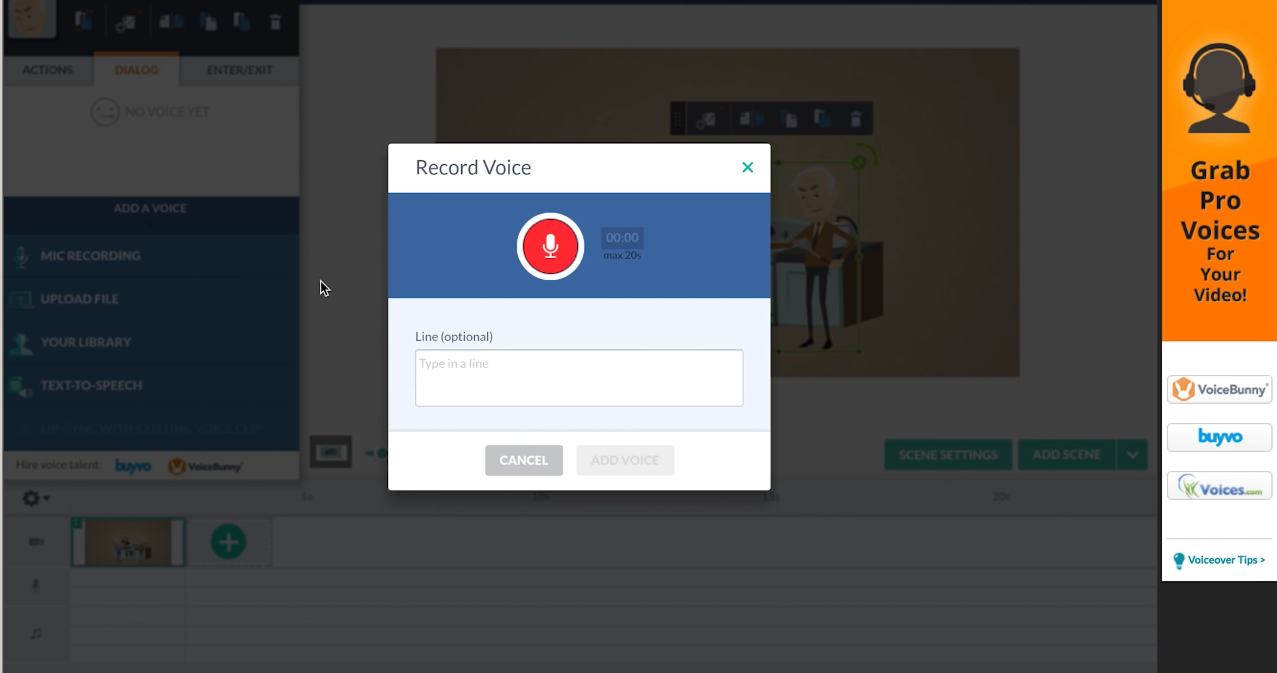 ACTIONS
DIALOG
ENTER/EXIT
NO VOICE YET
ADD A VOICE
MIC RECORDING
UPLOAD FILE
YOUR LIBRARY
TEXT-TO-SPEECH
LIP-SYNC WITH EXISTING VOICE CLIP
Hire voice talent: buyvo VoiceBunny
Record Voice
00:00
max 20s
Line (optional)
Type in a line
CANCEL
ADD VOICE
SCENE SETTINGS
ADD SCENE
5s
10s
15s
20s
Grab
Pro
Voices
For
Your
Video!
VoiceBunny
buyvo
Voices.com
Voiceover Tips >